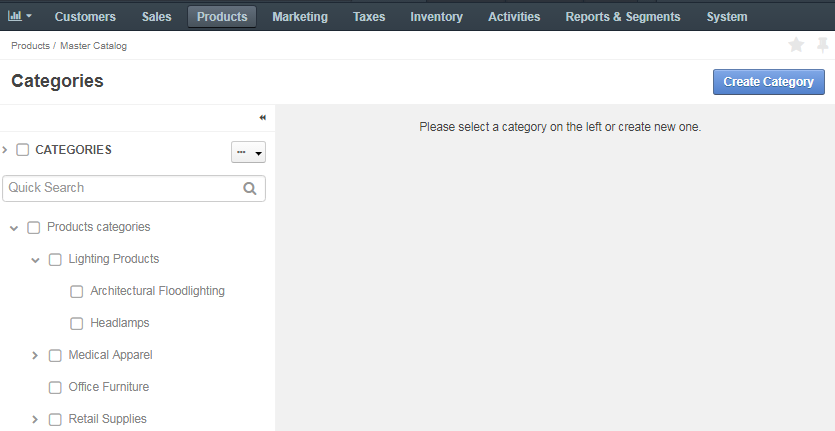 Customers Sales Products Marketing Taxes Inventory Activities Reports & Segments System
Products / Master Catalog
Categories
Create Category
Please select a category on the left or create new one.
CATEGORIES
Quick Search
Products categories
Lighting Products
Architectural Floodlighting
Headlamps
Medical Apparel
Office Furniture
Retail Supplies